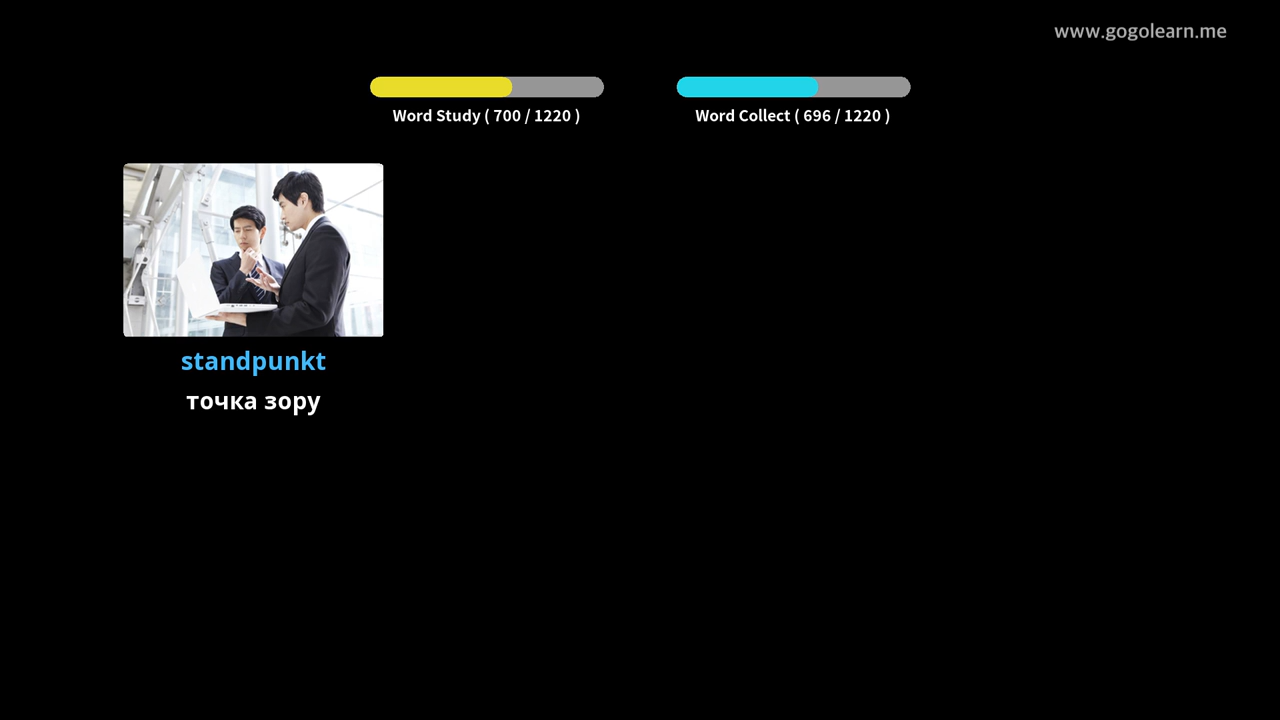 www.gogolearn.me
Word Study ( 700 / 1220 )
Word Collect ( 696 / 1220 )
standpunkt
точка зору